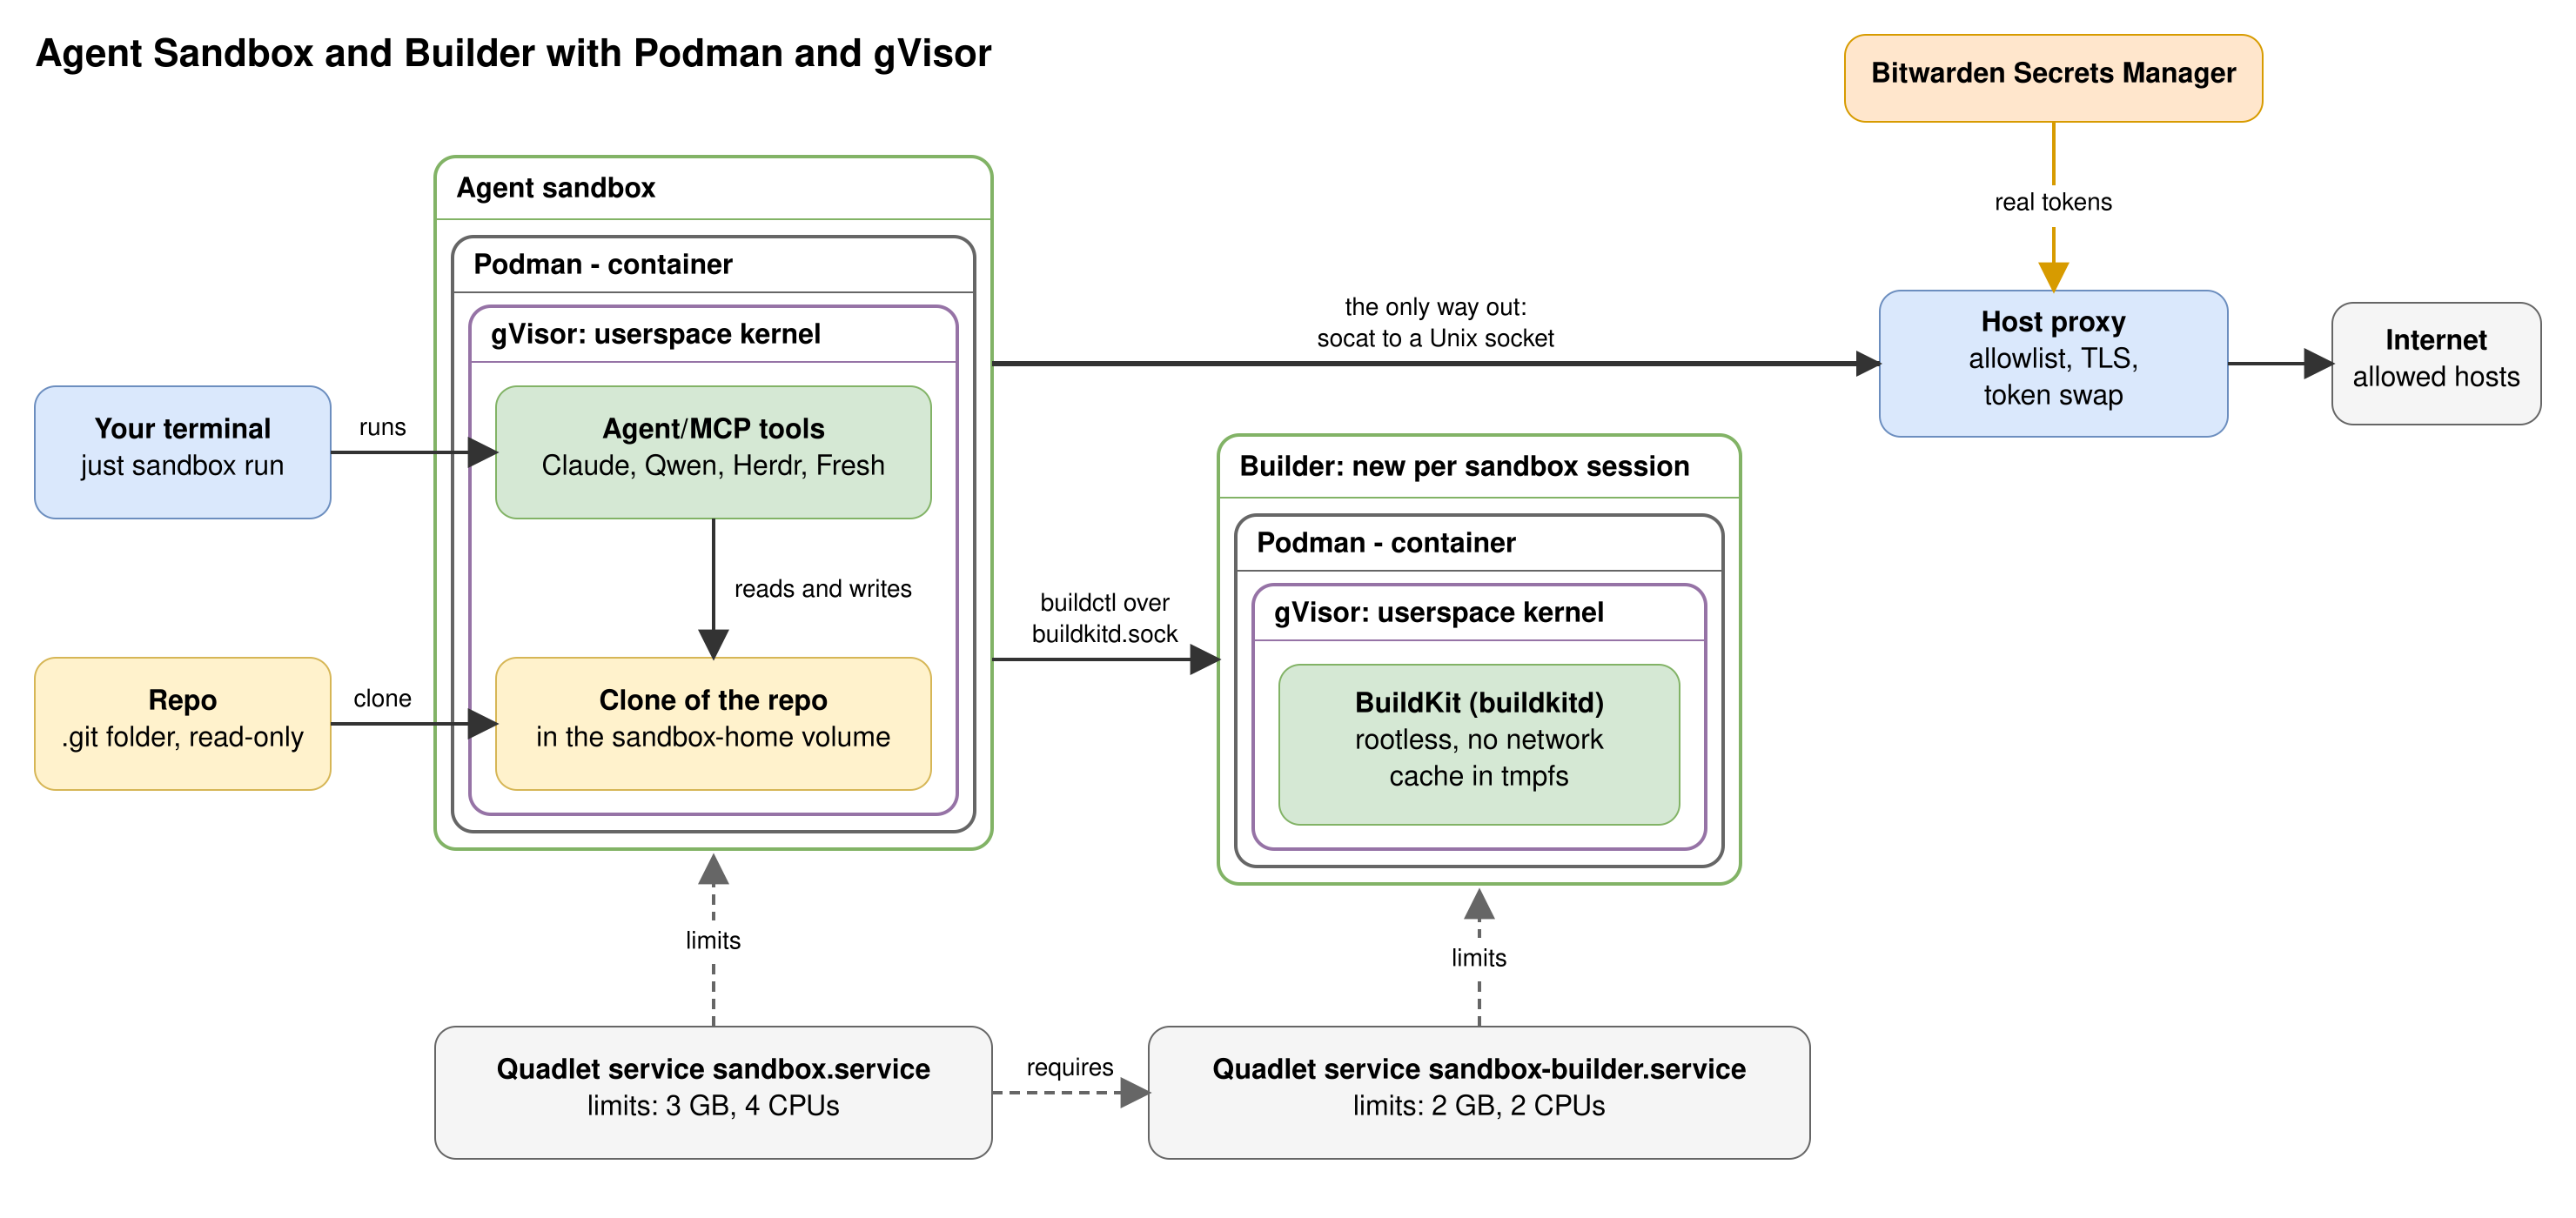 Agent Sandbox and Builder with Podman and gVisor
Bitwarden Secrets Manager
real tokens
Agent sandbox
Podman - container
gVisor: userspace kernel
Your terminal
just sandbox run
runs
Agent/MCP tools
Claude, Qwen, Herdr, Fresh
reads and writes
Repo
.git folder, read-only
clone
Clone of the repo
in the sandbox-home volume
the only way out:
socat to a Unix socket
Host proxy
allowlist, TLS,
token swap
Internet
allowed hosts
buildctl over
buildkitd.sock
Builder: new per sandbox session
Podman - container
gVisor: userspace kernel
BuildKit (buildkitd)
rootless, no network
cache in tmpfs
limits
limits
Quadlet service sandbox.service
limits: 3 GB, 4 CPUs
requires
Quadlet service sandbox-builder.service
limits: 2 GB, 2 CPUs